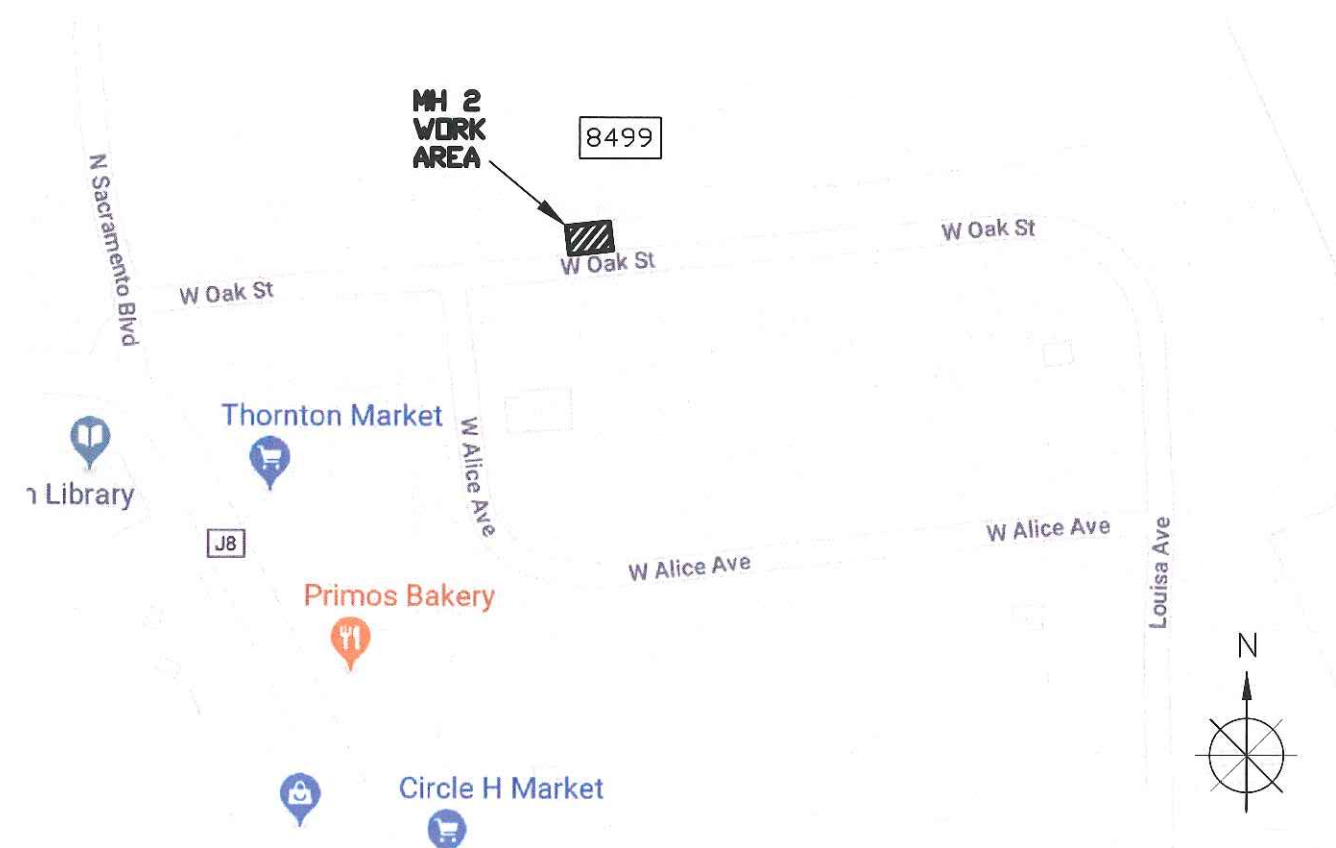 MH 2
WORK
AREA
8499
N Sacramento Blvd
W Oak St
W Oak St
W Oak St
Thornton Market
W Alice Ave
n Library
J8
W Alice Ave
W Alice Ave
Louisa Ave
Primos Bakery
N
Circle H Market